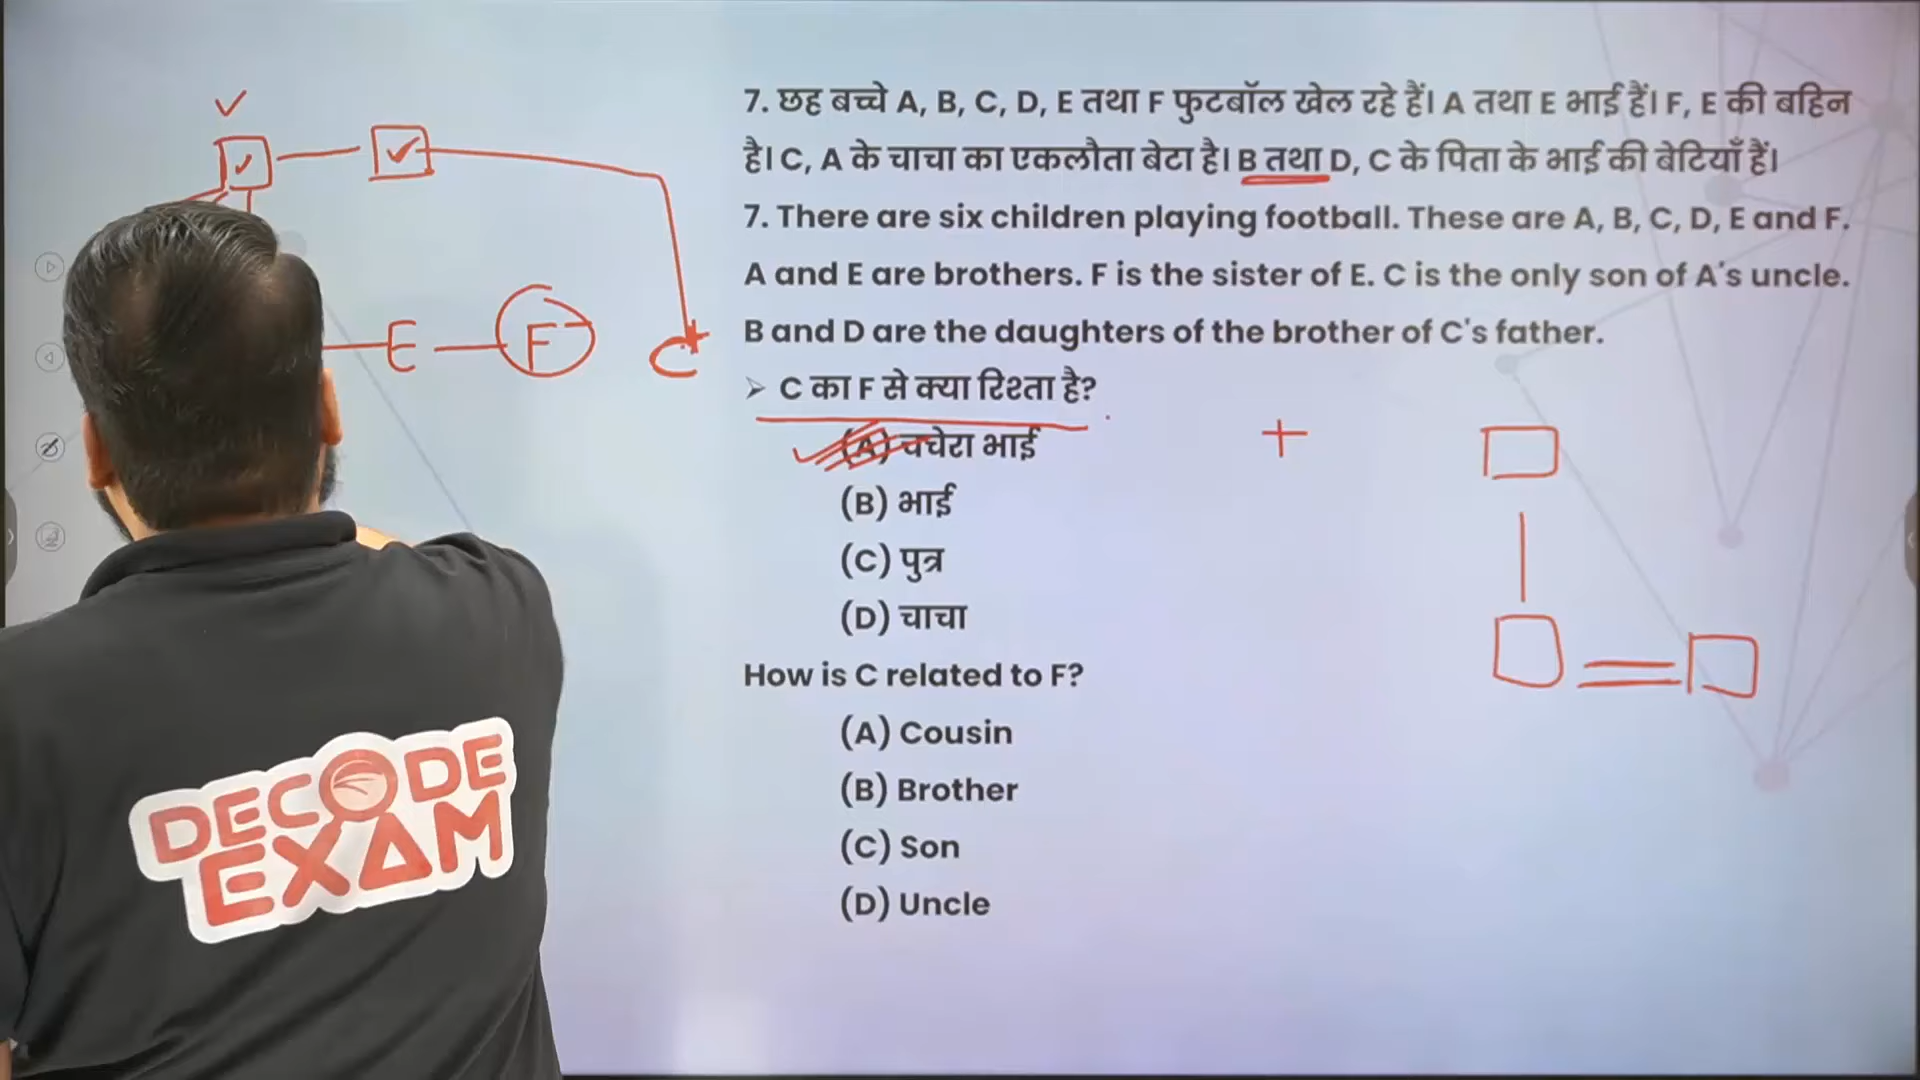 7. छह बच्चे A, B, C, D, E तथा F फुटबॉल खेल रहे हैं। A तथा E भाई हैं। F, E की बहिन
है। C, A के चाचा का एकलौता बेटा है। B तथा D, C के पिता के भाई की बेटियाँ हैं।
7. There are six children playing football. These are A, B, C, D, E and F.
A and E are brothers. F is the sister of E. C is the only son of A's uncle.
B and D are the daughters of the brother of C's father.
➢ C का F से क्या रिश्ता है?
(A) चचेरा भाई
(B) भाई
(C) पुत्र
(D) चाचा
How is C related to F?
(A) Cousin
(B) Brother
(C) Son
(D) Uncle
E F C+
+
DECODE
EXAM